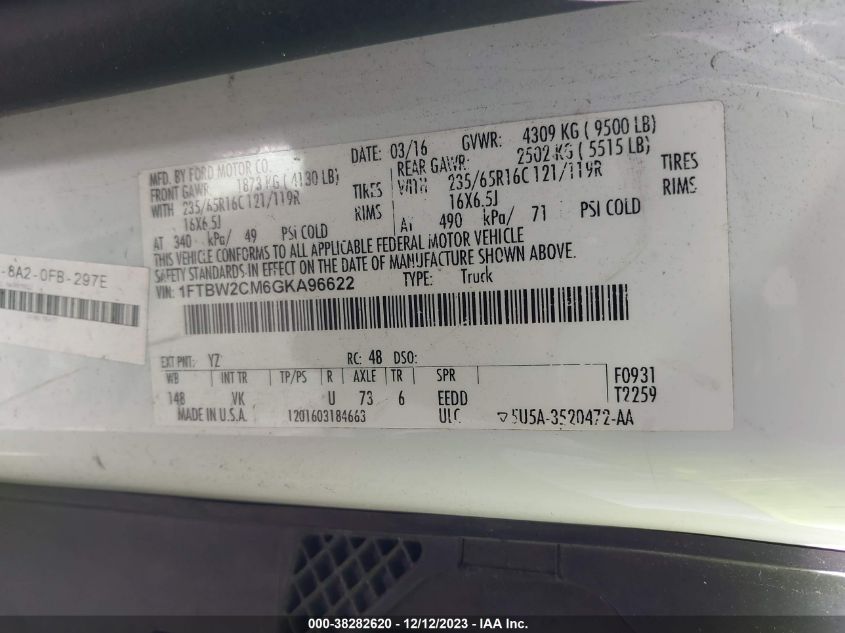 MFD. BY FORD MOTOR CO. DATE: 03/16 GVWR: 4309 KG ( 9500 LB)
FRONT GAWR: 1873 KG ( 4130 LB) REAR GAWR: 2502 KG ( 5515 LB)
WITH 235/65R16C 121/119R TIRES WITH 235/65R16C 121/119R TIRES
16X6.5J RIMS 16X6.5J RIMS
AT 340 kPa/ 49 PSI COLD AT 490 kPa/ 71 PSI COLD
THIS VEHICLE CONFORMS TO ALL APPLICABLE FEDERAL MOTOR VEHICLE
SAFETY STANDARDS IN EFFECT ON THE DATE OF MANUFACTURE SHOWN ABOVE.
VIN: 1FTBW2CM6GKA96622 TYPE: Truck
-8A2-0FB-297E
EXT PNT: YZ RC: 48 DSO:
WB INT TR TP/PS R AXLE TR SPR F0931
148 VK U 73 6 EEDD T2259
MADE IN U.S.A. 1201603184663 ULC 5U5A-3520472-AA
000-38282620 - 12/12/2023 - IAA Inc.